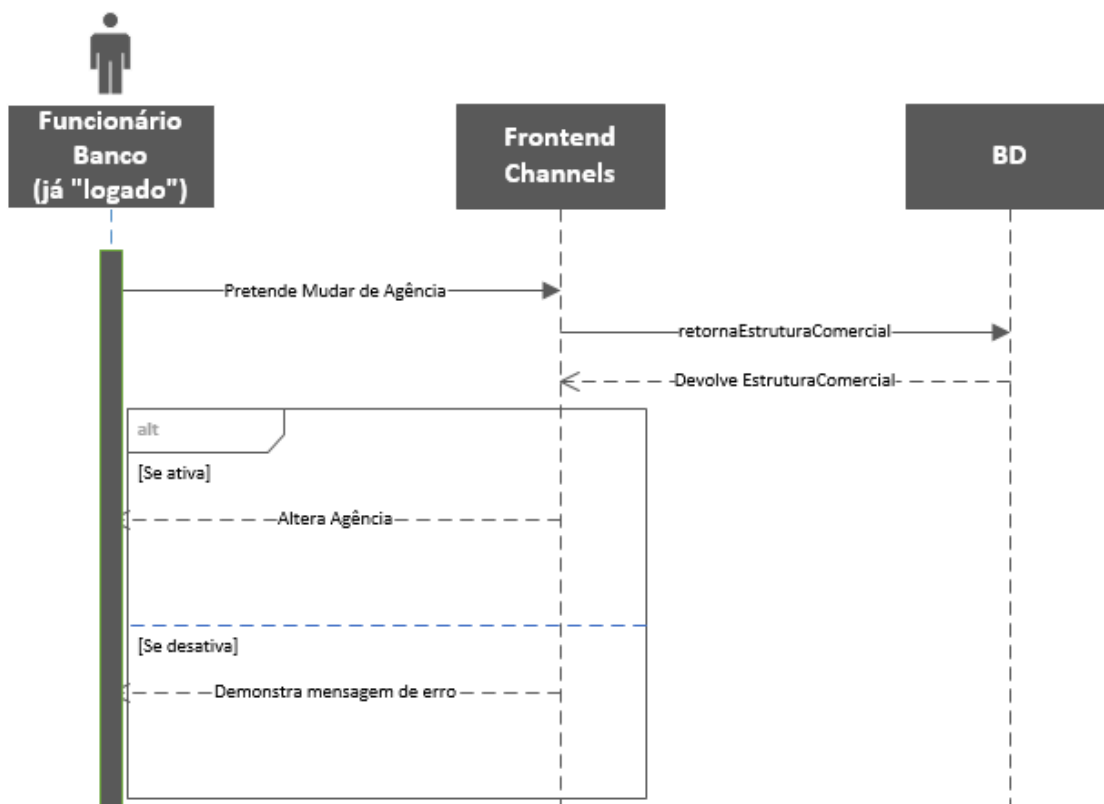 Funcionário
Banco
(já "logado")
Frontend
Channels
BD
Pretende Mudar de Agência
retornaEstruturaComercial
Devolve EstruturaComercial
alt
[Se ativa]
Altera Agência
[Se desativa]
Demonstra mensagem de erro